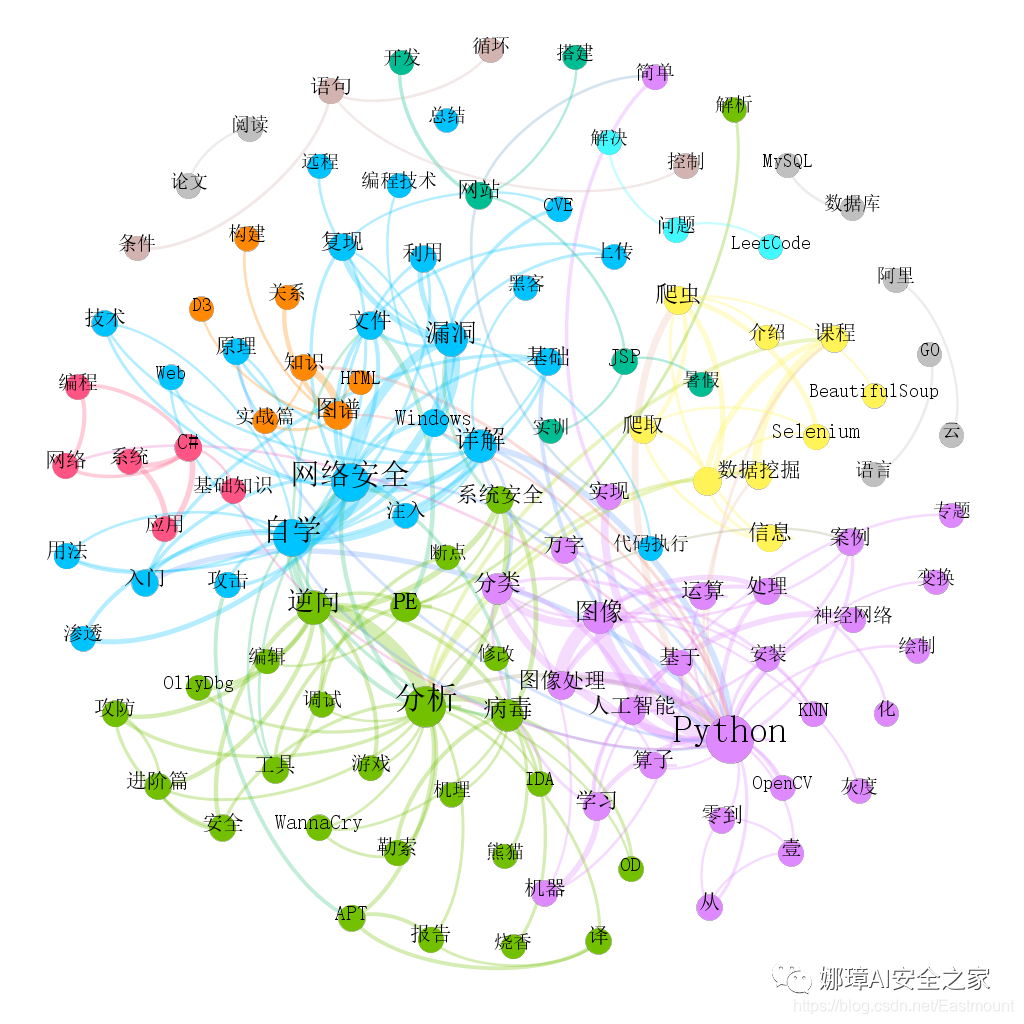 循环
开发
搭建
简单
语句
解析
总结
阅读
解决
远程
控制
MySQL
编程技术
论文
网站
数据库
CVE
条件
构建
复现
利用
上传
问题
LeetCode
黑客
阿里
关系
爬虫
D3
技术
文件
漏洞
介绍
课程
原理
知识
基础
JSP
GO
Web
HTML
暑假
编程
BeautifulSoup
实战篇
图谱
Windows
实训
爬取
Selenium
云
C#
详解
网络
系统
网络安全
数据挖掘
语言
基础知识
系统安全
实现
注入
专题
应用
自学
信息
案例
用法
断点
万字
代码执行
入门
攻击
分类
运算
处理
变换
逆向
PE
图像
神经网络
渗透
编辑
修改
基于
安装
绘制
OllyDbg
调试
图像处理
攻防
分析
病毒
人工智能
KNN
化
Python
进阶篇
工具
游戏
机理
IDA
算子
OpenCV
灰度
安全
WannaCry
学习
零到
勒索
熊猫
OD
壹
机器
从
APT
报告
烧香
译
娜璋AI安全之家
https://blog.csdn.net/Eastmount